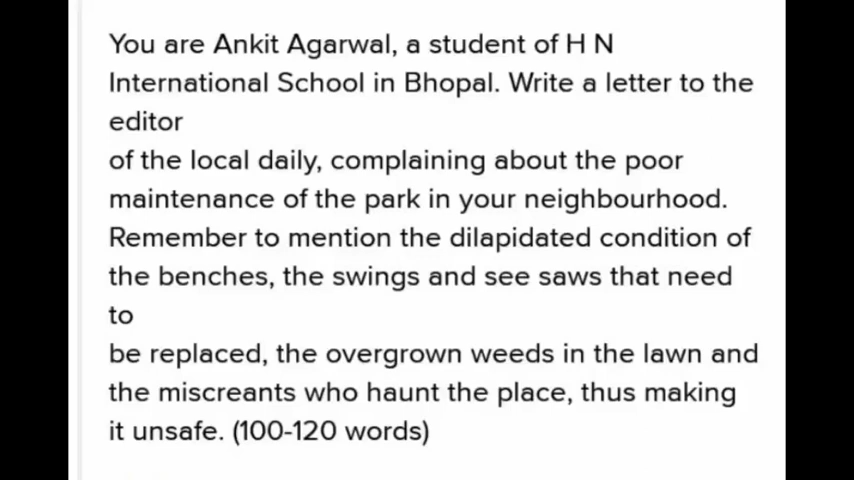 You are Ankit Agarwal, a student of H N
International School in Bhopal. Write a letter to the
editor
of the local daily, complaining about the poor
maintenance of the park in your neighbourhood.
Remember to mention the dilapidated condition of
the benches, the swings and see saws that need
to
be replaced, the overgrown weeds in the lawn and
the miscreants who haunt the place, thus making
it unsafe. (100-120 words)